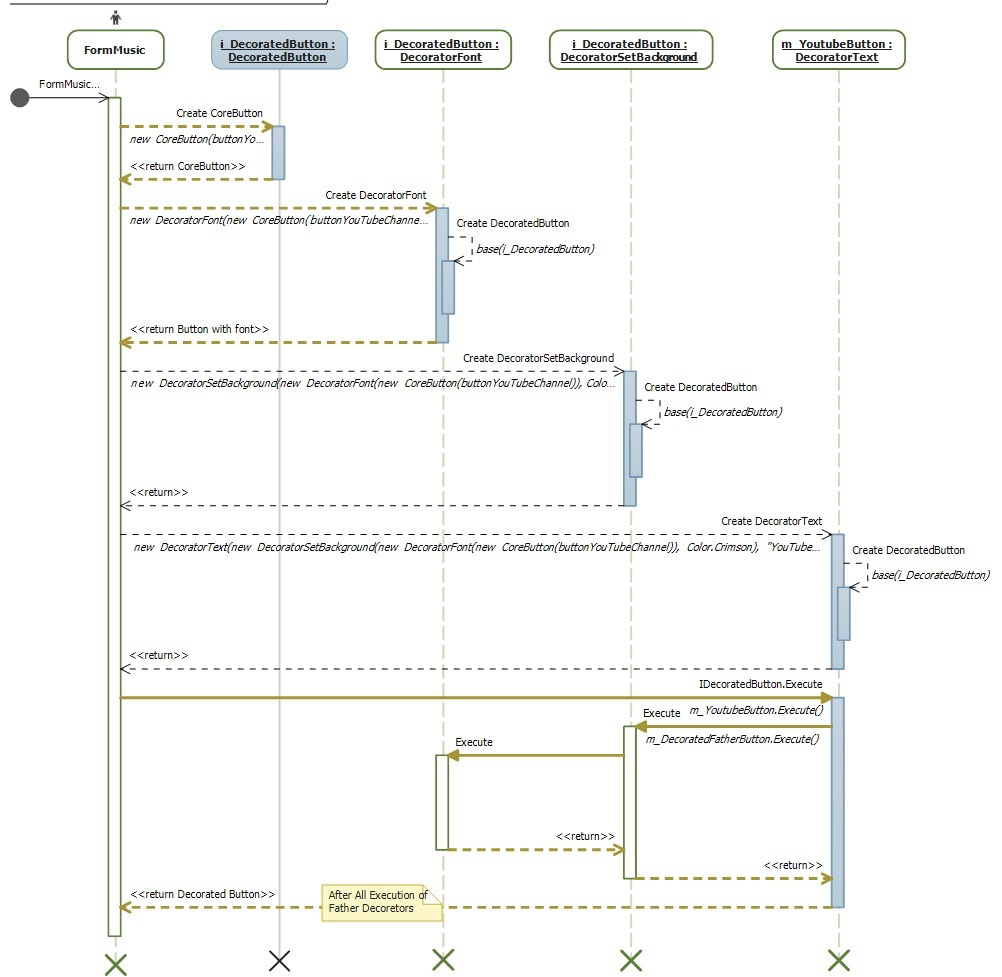 FormMusic
i_DecoratedButton :
DecoratedButton
i_DecoratedButton :
DecoratorFont
i_DecoratedButton :
DecoratorSetBackground
m_YoutubeButton :
DecoratorText
FormMusic...
Create CoreButton
new CoreButton(buttonYo...
<<return CoreButton>>
Create DecoratorFont
new DecoratorFont(new CoreButton(buttonYouTubeChanne...
Create DecoratedButton
base(i_DecoratedButton)
<<return Button with font>>
Create DecoratorSetBackground
new DecoratorSetBackground(new DecoratorFont(new CoreButton(buttonYouTubeChannel)), Colo...
Create DecoratedButton
base(i_DecoratedButton)
<<return>>
Create DecoratorText
new DecoratorText(new DecoratorSetBackground(new DecoratorFont(new CoreButton(buttonYouTubeChannel)), Color.Crimson), "YouTube...
Create DecoratedButton
base(i_DecoratedButton)
<<return>>
IDecoratedButton.Execute
m_YoutubeButton.Execute()
Execute
m_DecoratedFatherButton.Execute()
Execute
<<return>>
<<return>>
<<return Decorated Button>>
After All Execution of
Father Decoretors